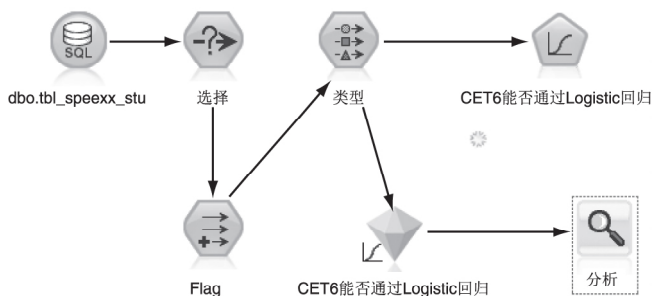 SQL
dbo.tbl_speexx_stu
选择
类型
CET6能否通过Logistic回归
Flag
CET6能否通过Logistic回归
分析